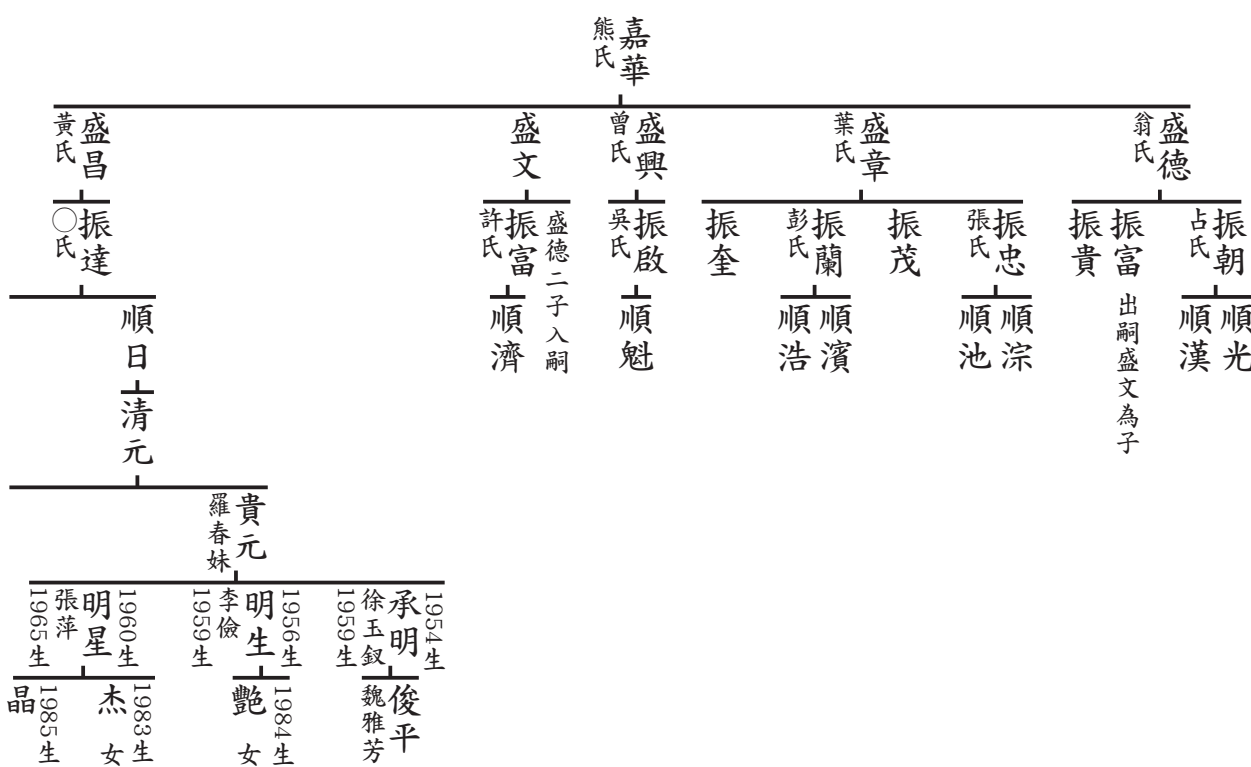 嘉華
熊氏
盛德
翁氏
盛章
葉氏
盛興
曾氏
盛文
盛昌
黃氏
振朝
占氏
振富
出嗣盛文為子
振貴
振忠
張氏
振茂
振蘭
彭氏
振奎
振啟
吳氏
盛德二子入嗣
振富
許氏
振達
○氏
順光
順漢
順淙
順池
順濱
順浩
順魁
順濟
順日
清元
貴元
羅春妹
1954生
承明
徐玉釵
1959生
1956生
明生
李儉
1959生
1960生
明星
張萍
1965生
俊平
魏雅芳
1984生
艷 女
1983生
杰 女
1985生
晶